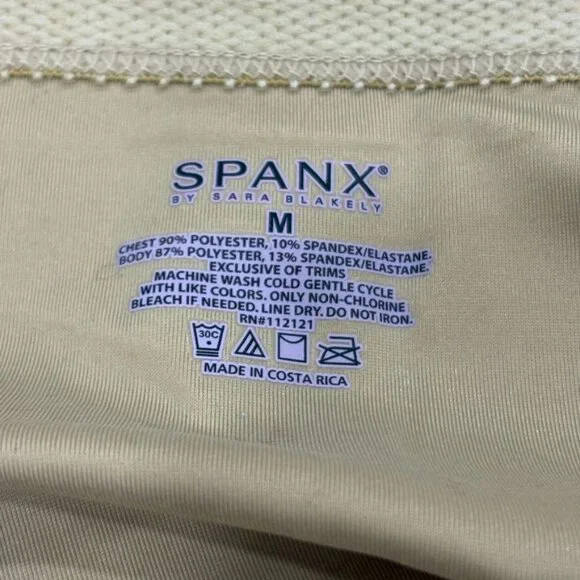 SPANX®
BY SARA BLAKELY
M
CHEST 90% POLYESTER, 10% SPANDEX/ELASTANE.
BODY 87% POLYESTER, 13% SPANDEX/ELASTANE.
EXCLUSIVE OF TRIMS
MACHINE WASH COLD GENTLE CYCLE
WITH LIKE COLORS. ONLY NON-CHLORINE
BLEACH IF NEEDED. LINE DRY. DO NOT IRON.
RN#112121
30C
MADE IN COSTA RICA